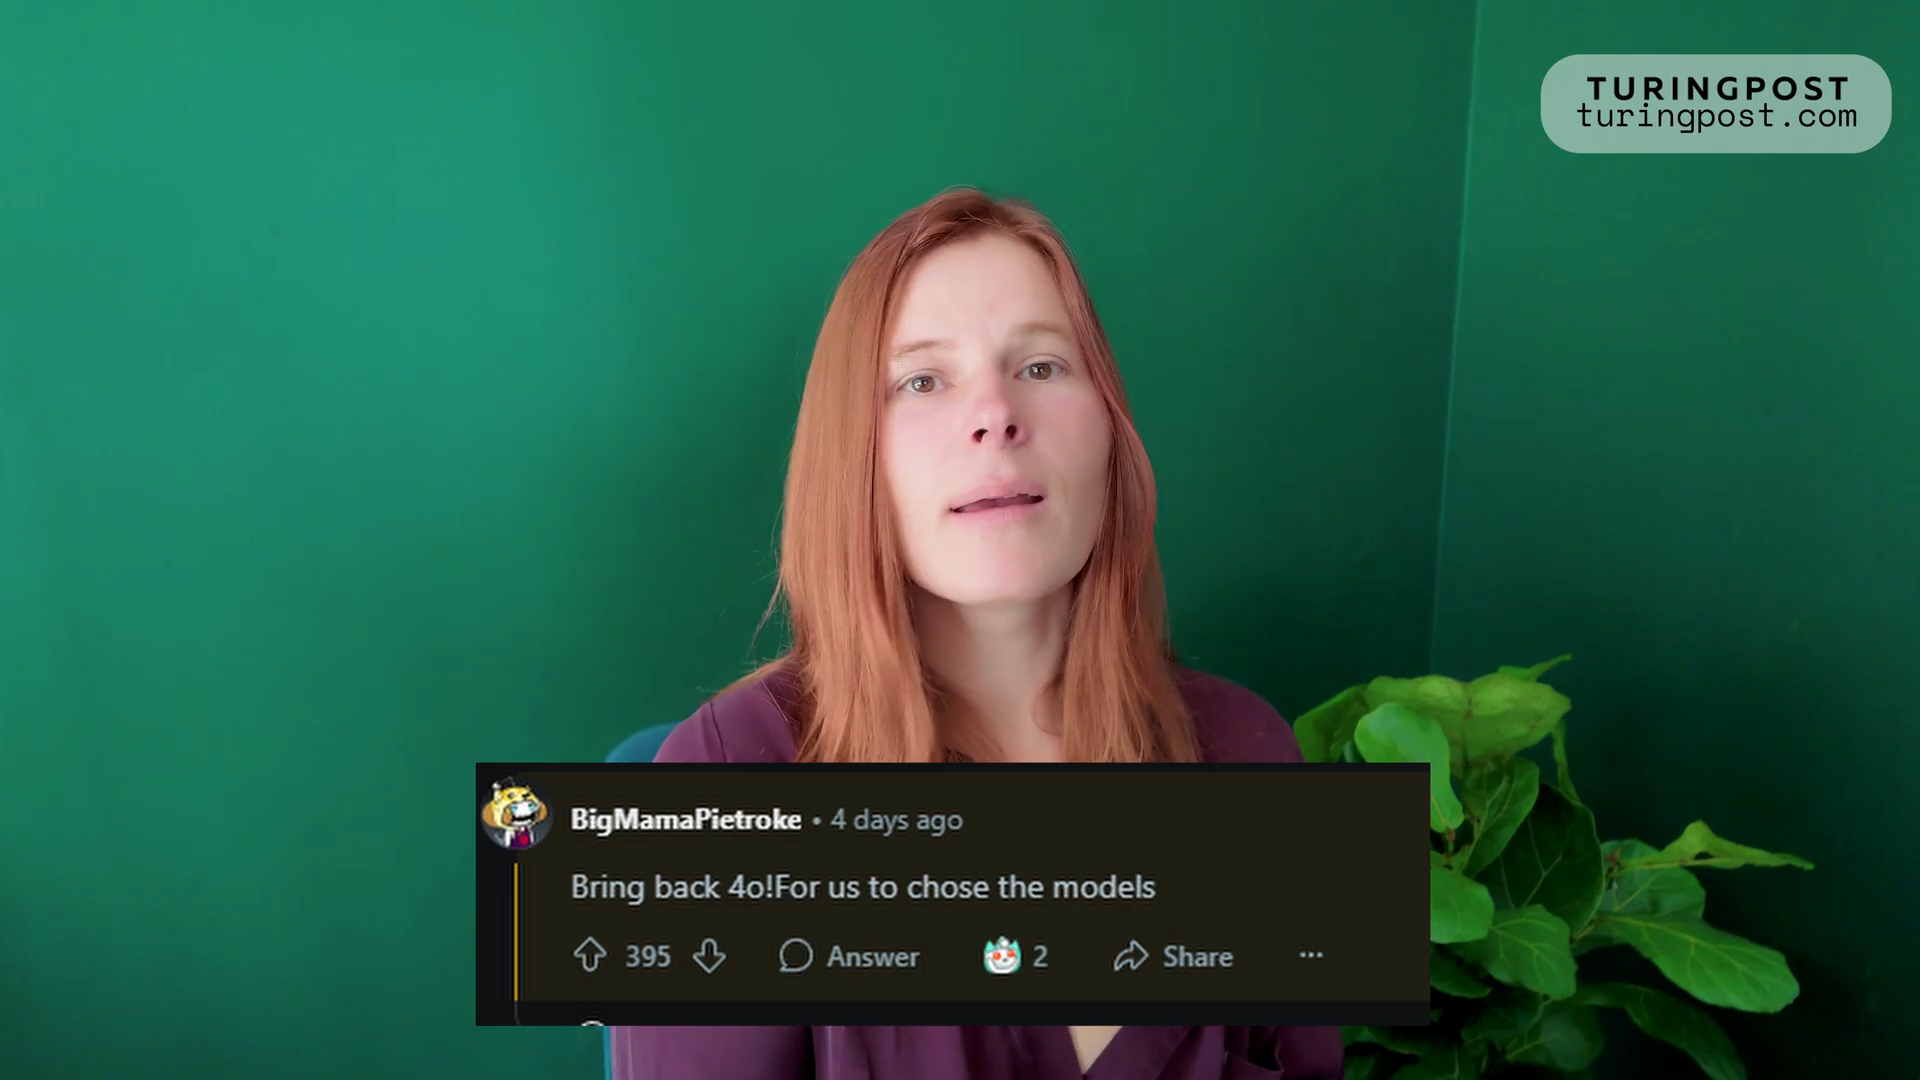 TURINGPOST
turingpost.com
BigMamaPietroke • 4 days ago
Bring back 4o!For us to chose the models
395 Answer 2 Share ...